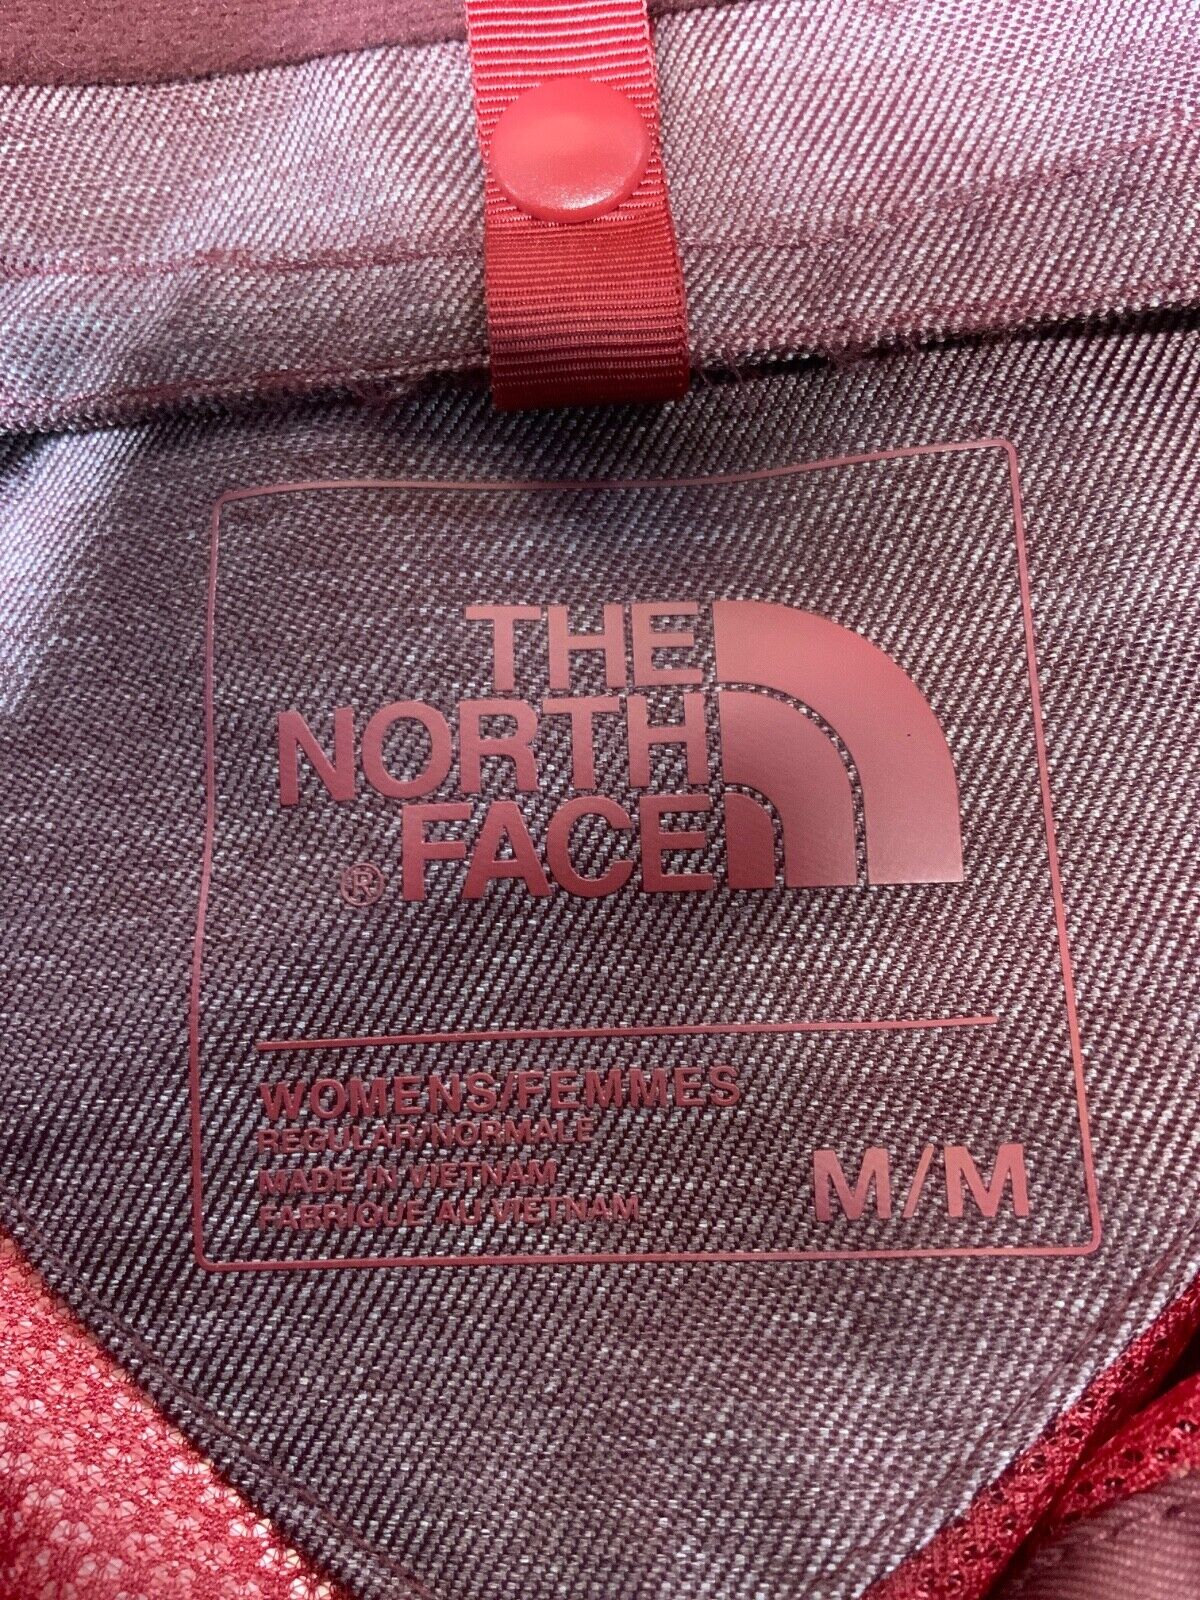 THE
NORTH
® FACE
WOMENS/FEMMES
REGULAR/NORMALE
MADE IN VIETNAM
FABRIQUE AU VIETNAM
M/M